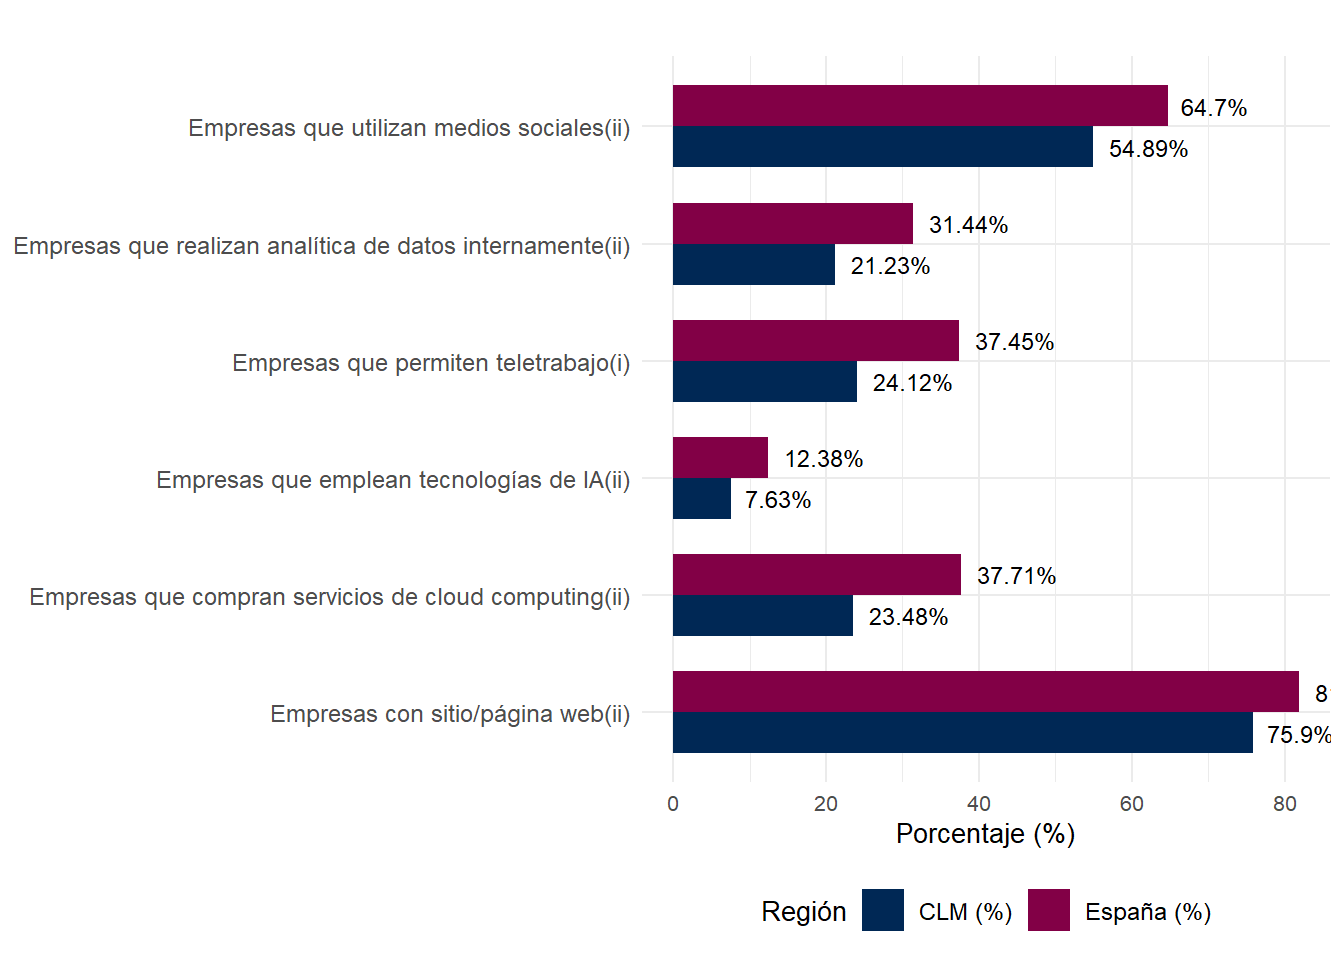 Empresas que utilizan medios sociales(ii)
64.7%
54.89%
Empresas que realizan analítica de datos internamente(ii)
31.44%
21.23%
Empresas que permiten teletrabajo(i)
37.45%
24.12%
Empresas que emplean tecnologías de IA(ii)
12.38%
7.63%
Empresas que compran servicios de cloud computing(ii)
37.71%
23.48%
Empresas con sitio/página web(ii)
75.9%
0 20 40 60 80
Porcentaje (%)
Región CLM (%) España (%)